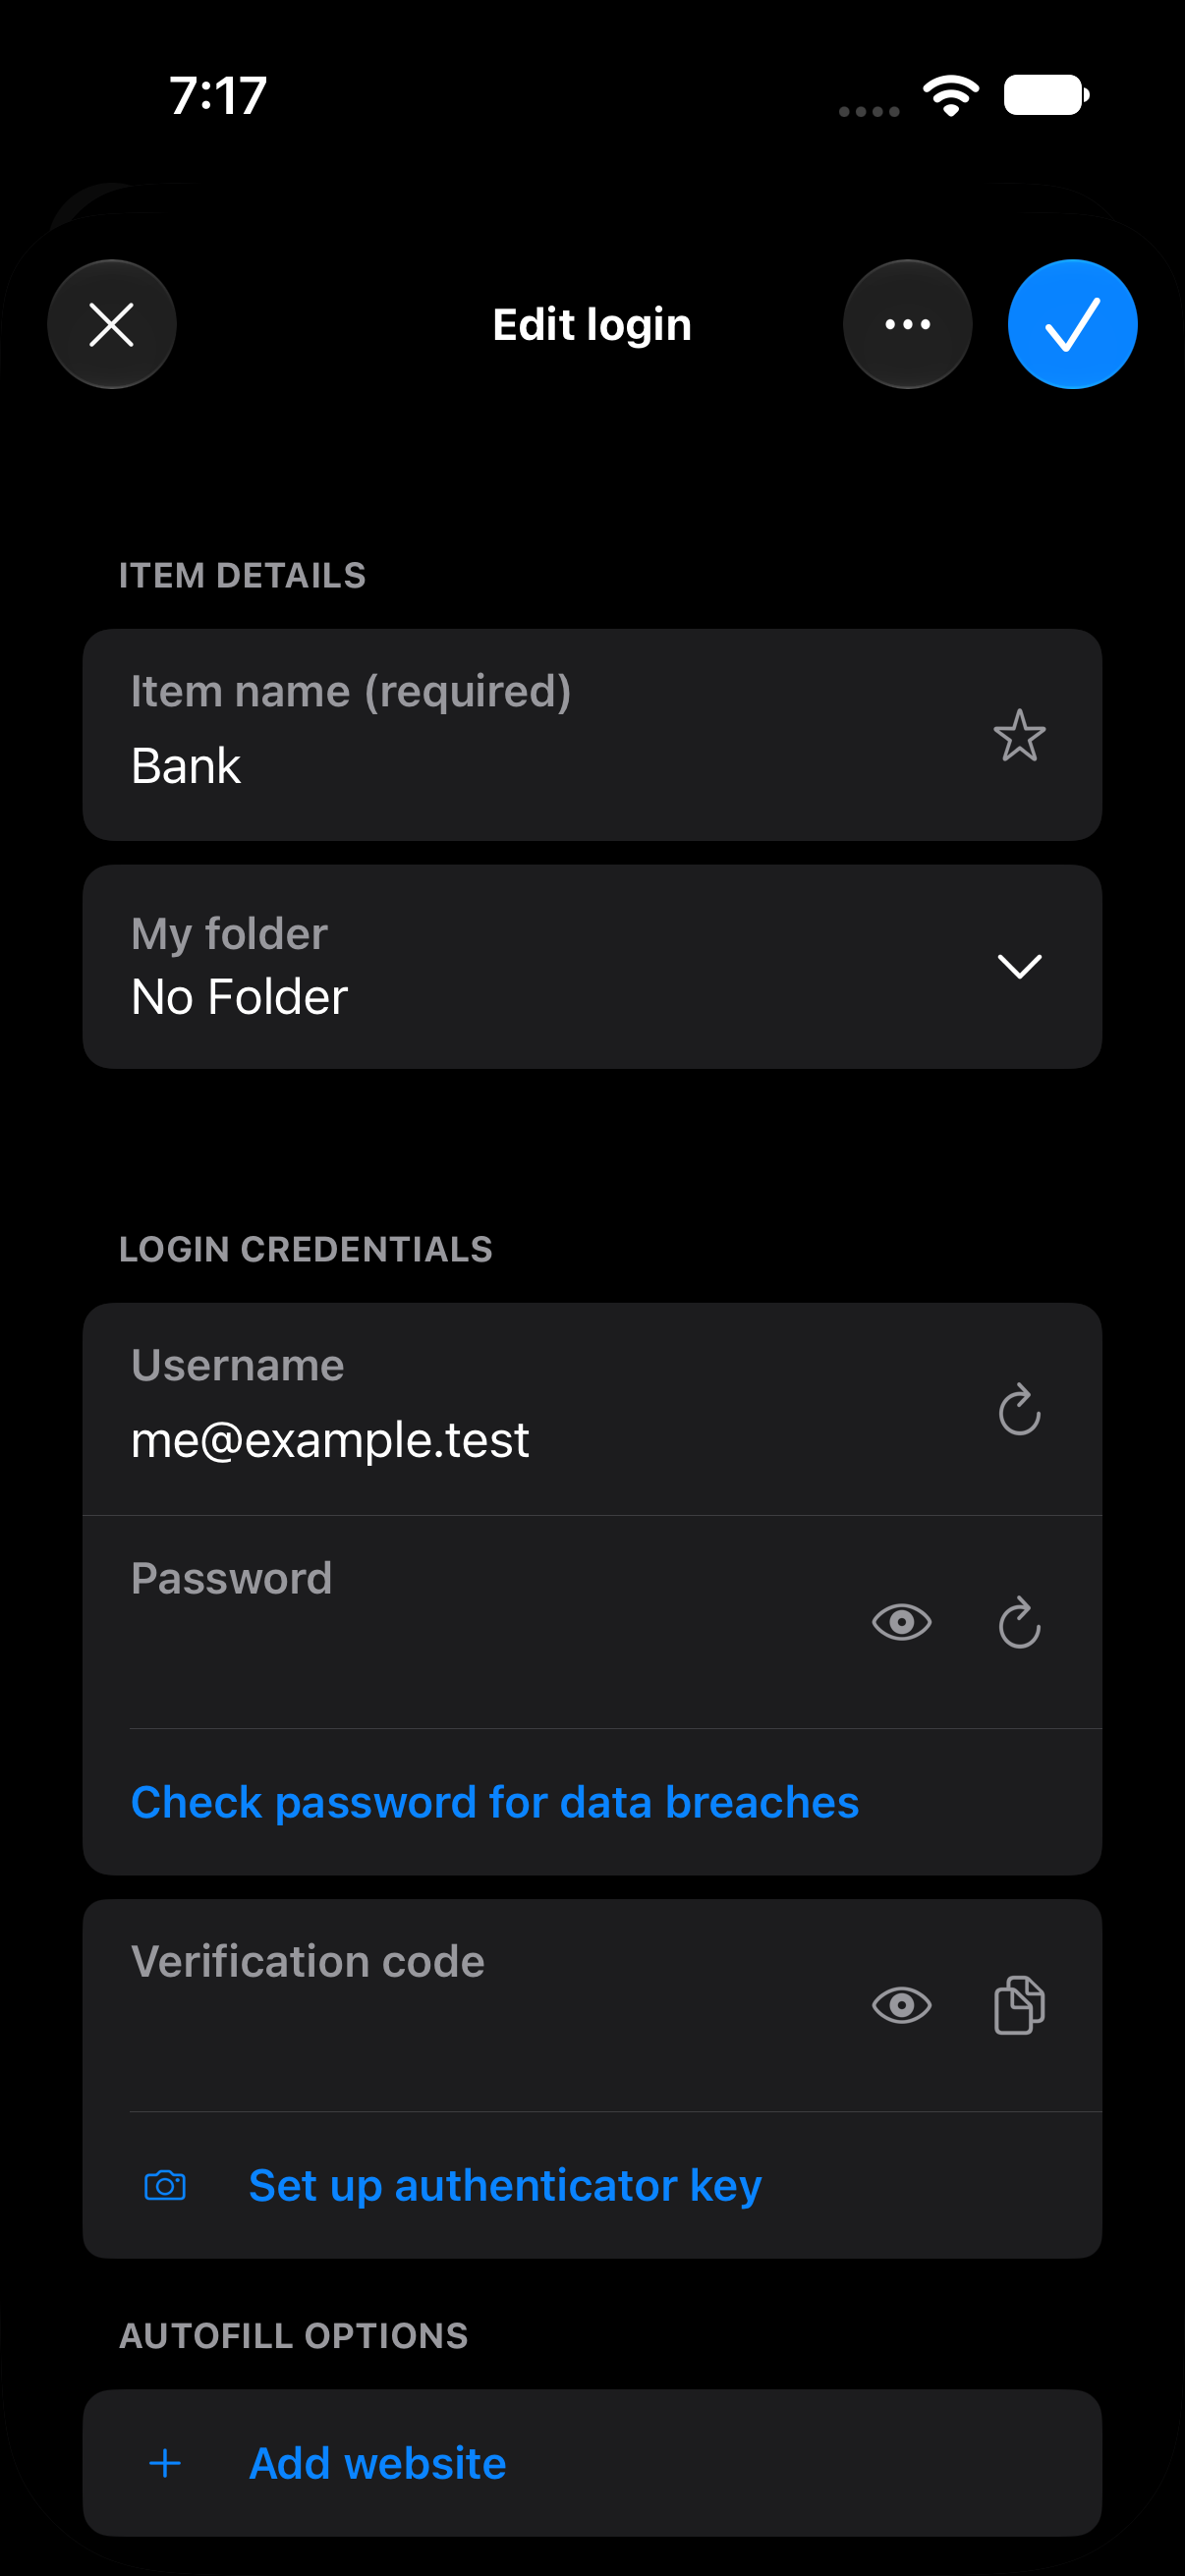 7:17
Edit login
ITEM DETAILS
Item name (required)
Bank
My folder
No Folder
LOGIN CREDENTIALS
Username
me@example.test
Password
Check password for data breaches
Verification code
Set up authenticator key
AUTOFILL OPTIONS
Add website